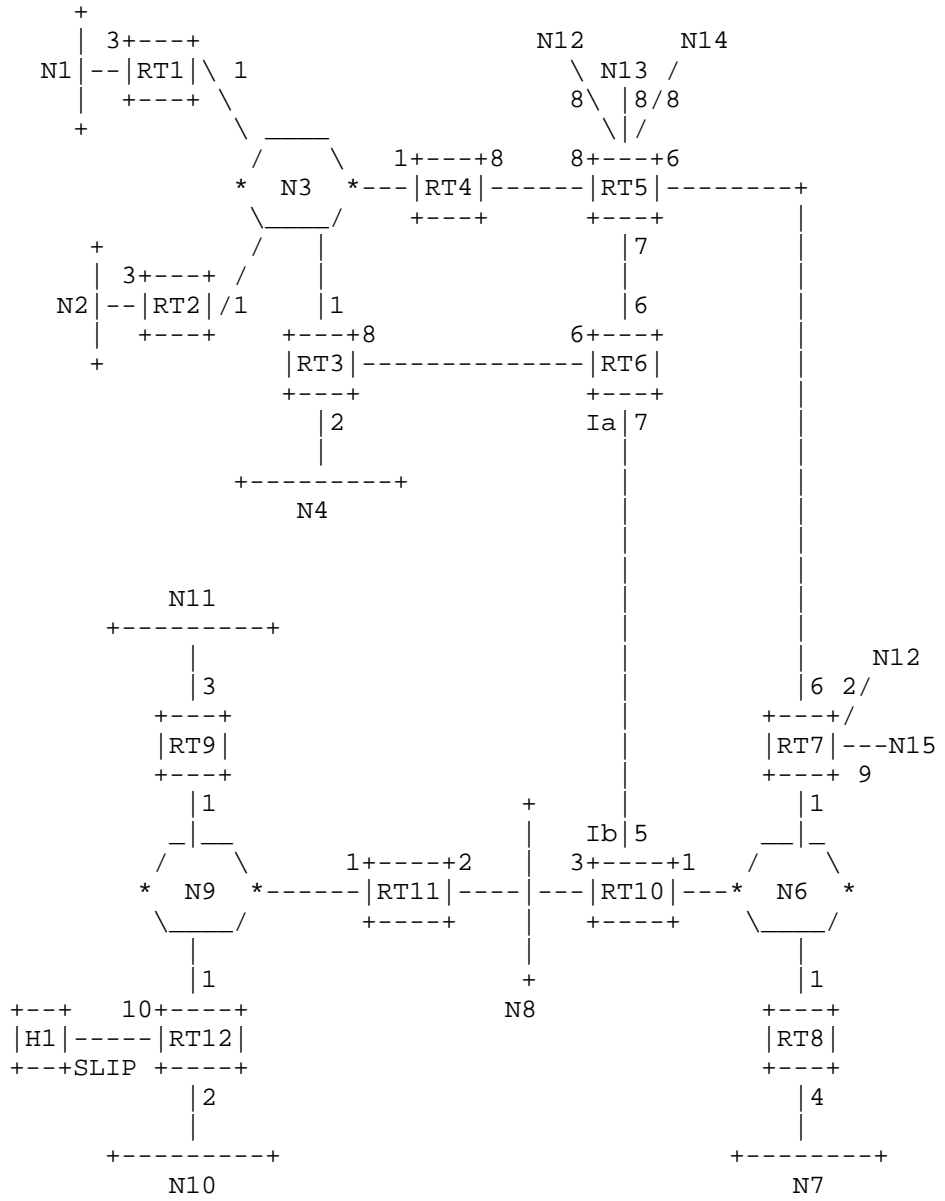 3
N12 N14
N1 RT1 1 N13
8 8 8
1 8 8 6
N3 RT4 RT5
7
3
N2 RT2 1 1 6
8 6
RT3 RT6
2 Ia 7
N4
N11
N12
3 6 2
RT9 RT7 N15
9
1 1
Ib 5
1 2 3 1
N9 RT11 RT10 N6
1 1
10 N8
H1 RT12 RT8
SLIP
2 4
N10 N7